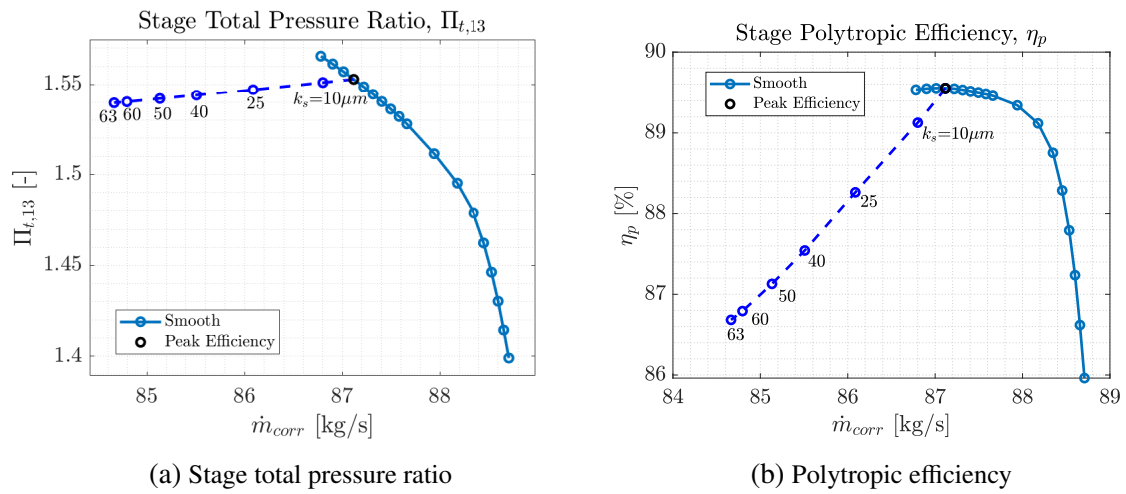 Stage Total Pressure Ratio, Π_{t,13}
1.55
1.5
1.45
1.4
Π_{t,13} [-]
63 60 50 40 25 k_s=10μm
Smooth
Peak Efficiency
85 86 87 88
ṁ_{corr} [kg/s]
(a) Stage total pressure ratio
Stage Polytropic Efficiency, η_p
90
89
88
87
86
η_p [%]
Smooth
Peak Efficiency
k_s=10μm
25
40
50
60
63
84 85 86 87 88 89
ṁ_{corr} [kg/s]
(b) Polytropic efficiency